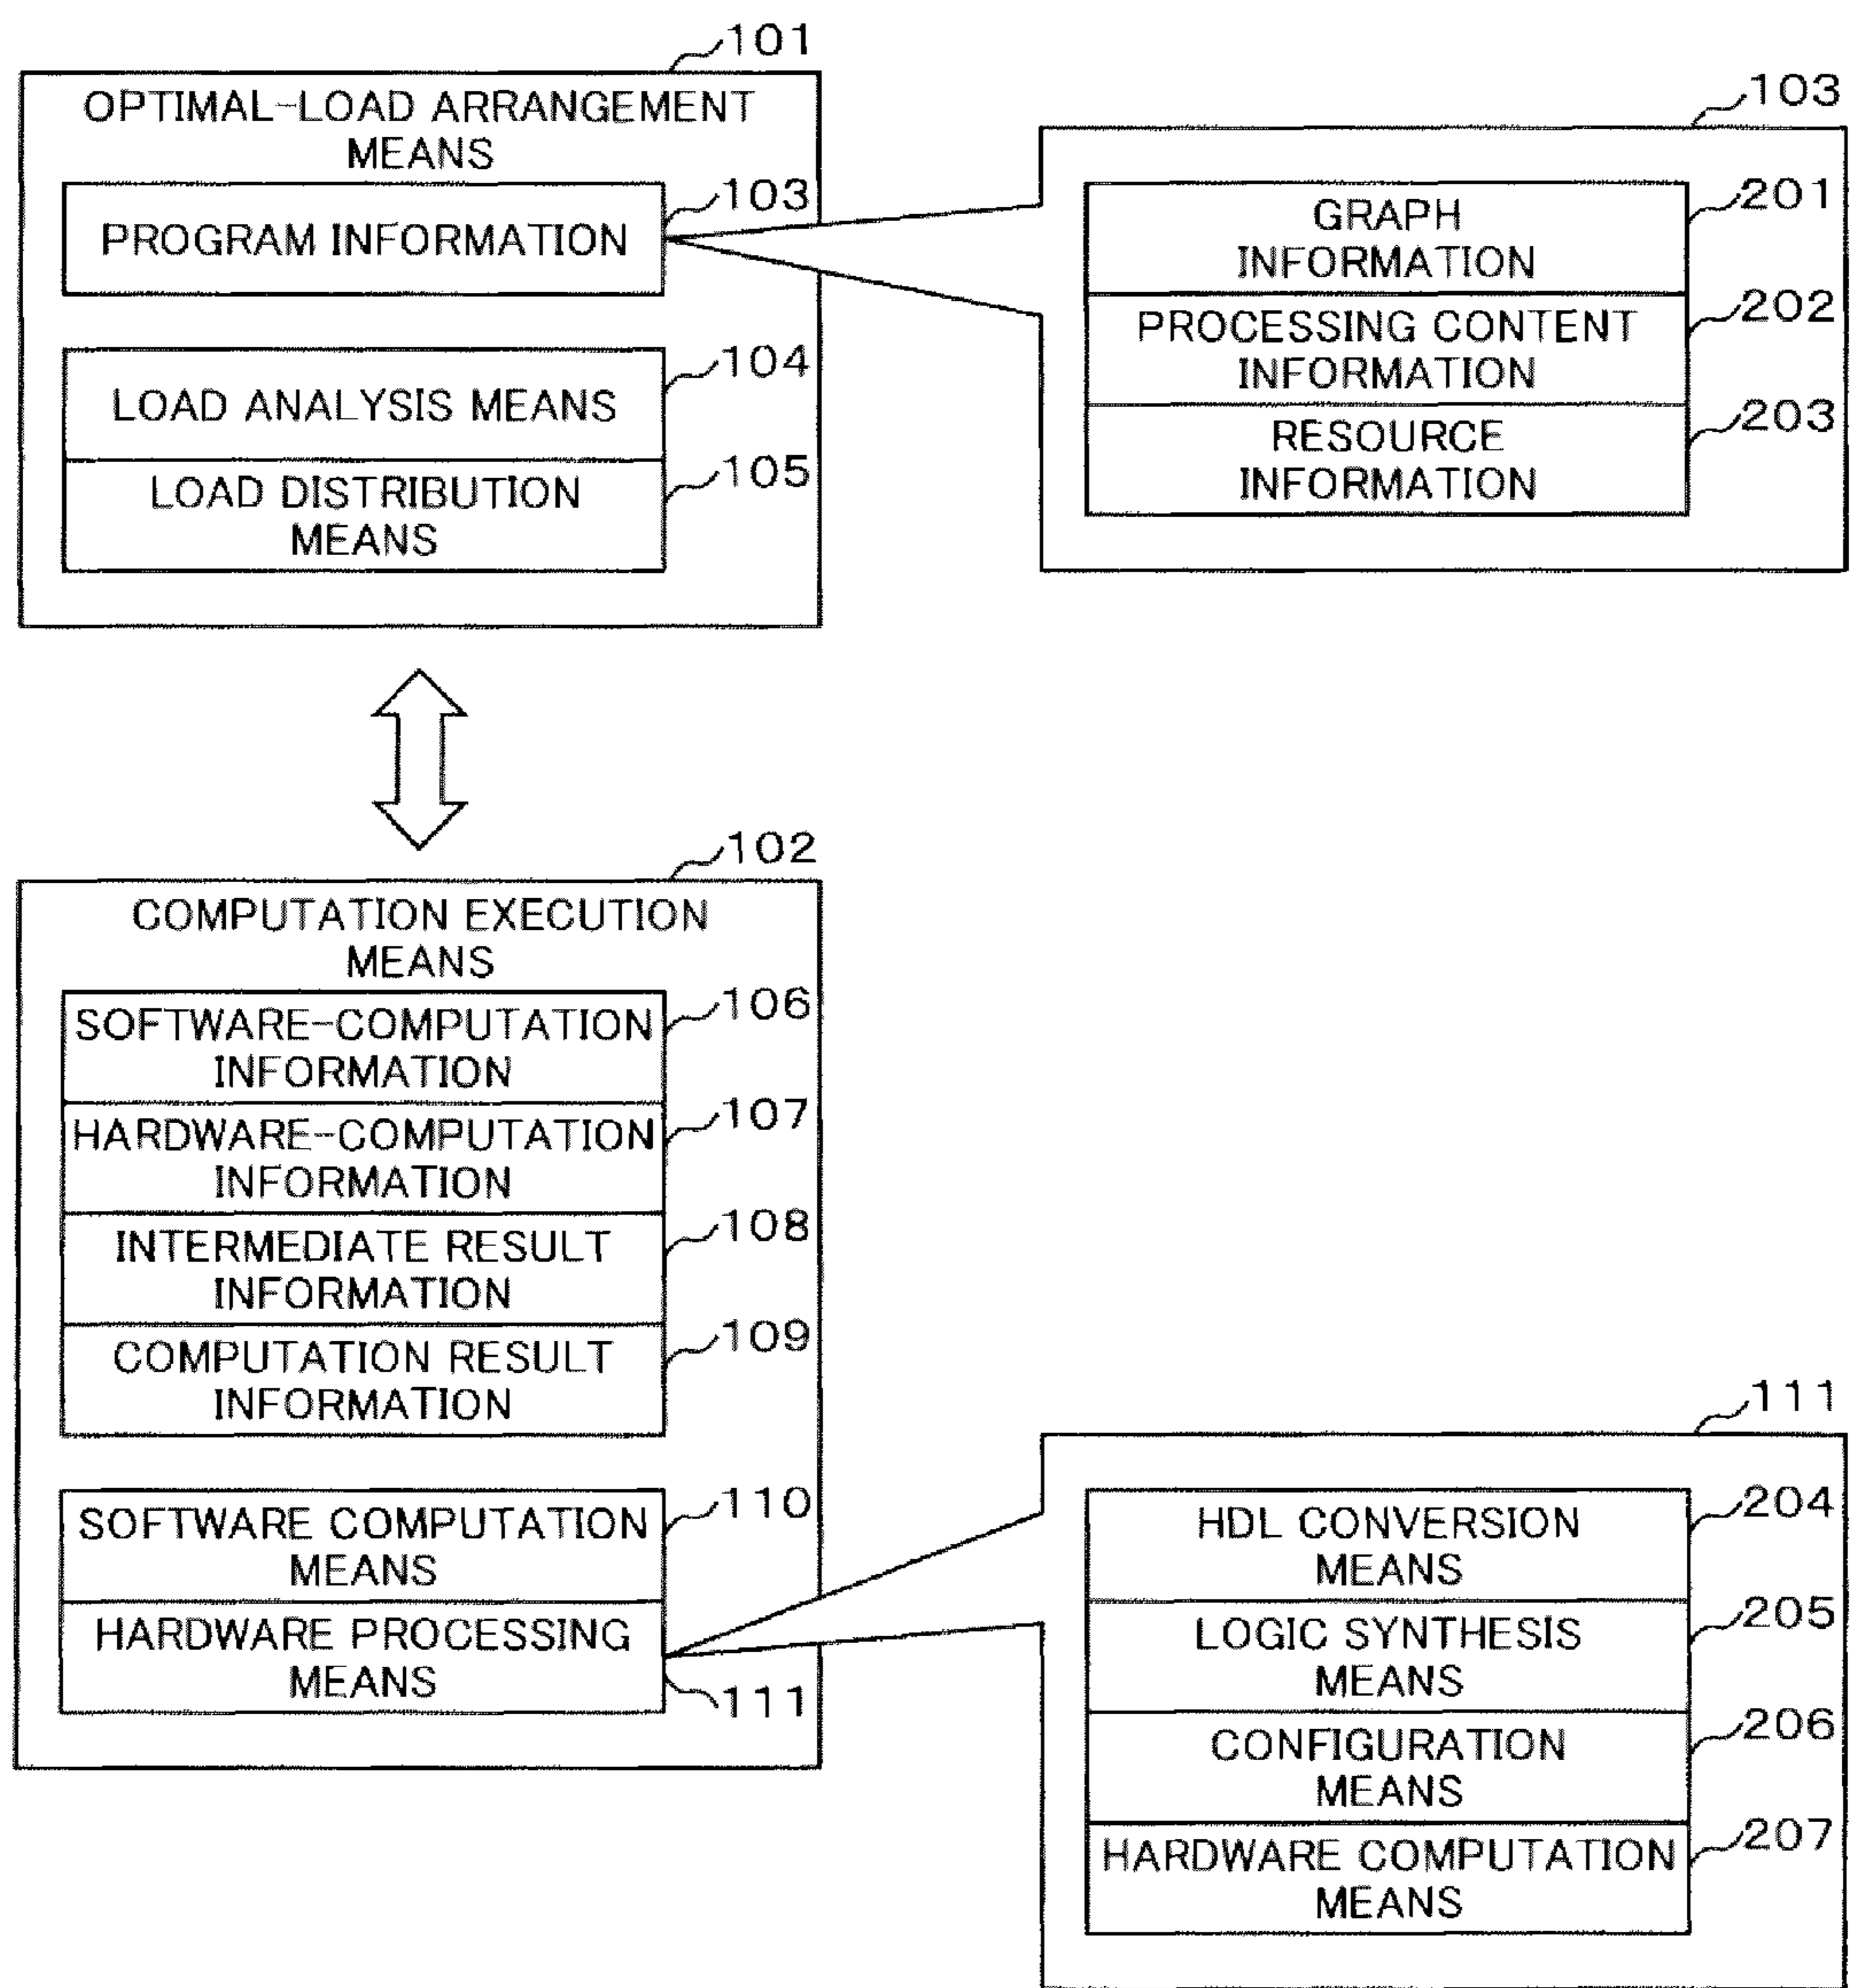 101
OPTIMAL-LOAD ARRANGEMENT
MEANS
103
PROGRAM INFORMATION
104
LOAD ANALYSIS MEANS
105
LOAD DISTRIBUTION
MEANS
103
201
GRAPH
INFORMATION
202
PROCESSING CONTENT
INFORMATION
203
RESOURCE
INFORMATION
102
COMPUTATION EXECUTION
MEANS
106
SOFTWARE-COMPUTATION
INFORMATION
107
HARDWARE-COMPUTATION
INFORMATION
108
INTERMEDIATE RESULT
INFORMATION
109
COMPUTATION RESULT
INFORMATION
110
SOFTWARE COMPUTATION
MEANS
HARDWARE PROCESSING
MEANS
111
111
204
HDL CONVERSION
MEANS
205
LOGIC SYNTHESIS
MEANS
206
CONFIGURATION
MEANS
207
HARDWARE COMPUTATION
MEANS